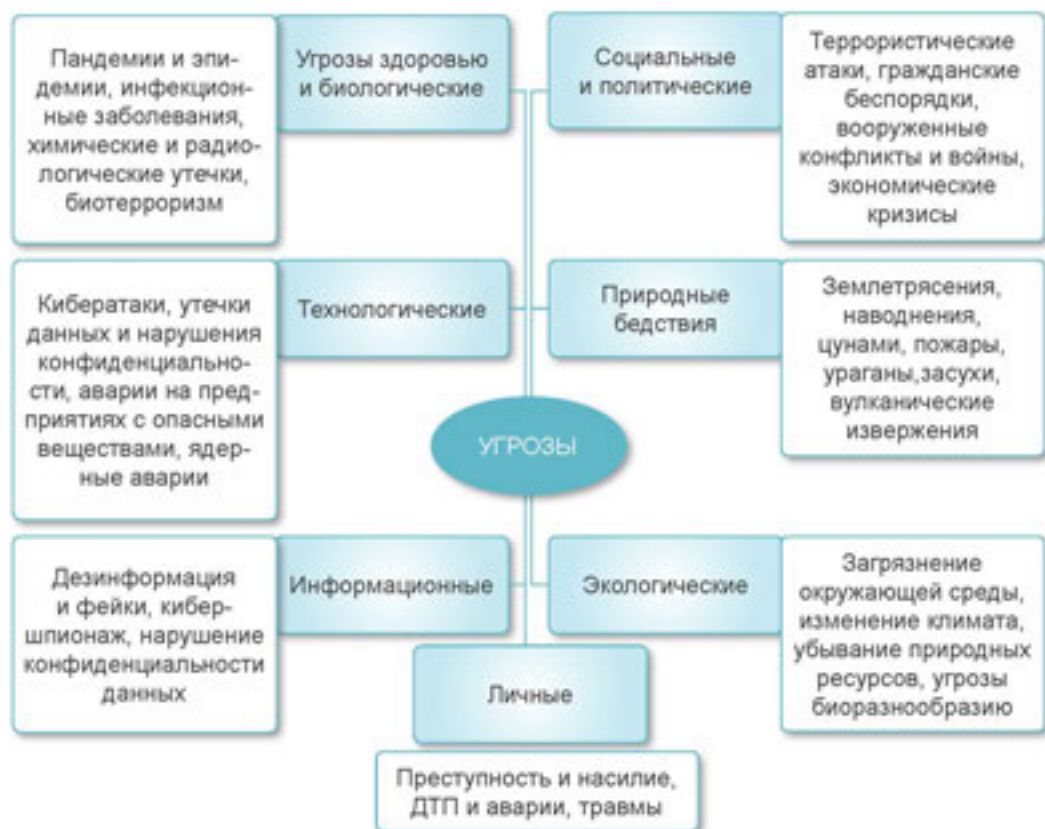 Пандемии и эпи-
демии, инфекцион-
ные заболевания,
химические и радио-
логические утечки,
биотерроризм
Угрозы здоровью
и биологические
Социальные
и политические
Террористические
атаки, гражданские
беспорядки,
вооруженные
конфликты и войны,
экономические
кризисы
Кибератаки, утечки
данных и нарушения
конфиденциально-
сти, аварии на пред-
приятиях с опасными
веществами, ядер-
ные аварии
Технологические
Природные
бедствия
Землетрясения,
наводнения,
цунами, пожары,
ураганы,засухи,
вулканические
извержения
УГРОЗЫ
Дезинформация
и фейки, кибер-
шпионаж, нарушение
конфиденциальности
данных
Информационные
Экологические
Загрязнение
окружающей среды,
изменение климата,
убывание природных
ресурсов, угрозы
биоразнообразию
Личные
Преступность и насилие,
ДТП и аварии, травмы